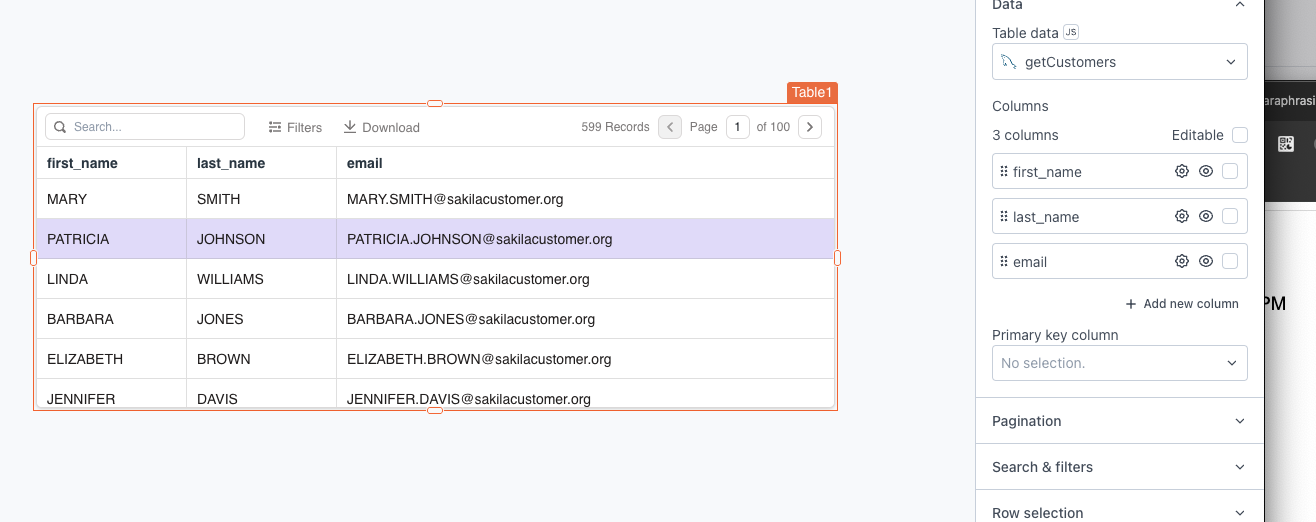 Table1
Search...
Filters
Download
599 Records
Page
1
of 100
first_name last_name email
MARY SMITH MARY.SMITH@sakilacustomer.org
PATRICIA JOHNSON PATRICIA.JOHNSON@sakilacustomer.org
LINDA WILLIAMS LINDA.WILLIAMS@sakilacustomer.org
BARBARA JONES BARBARA.JONES@sakilacustomer.org
ELIZABETH BROWN ELIZABETH.BROWN@sakilacustomer.org
JENNIFER DAVIS JENNIFER.DAVIS@sakilacustomer.org
Data
Table data JS
getCustomers
Columns
3 columns Editable
first_name
last_name
email
+ Add new column
Primary key column
No selection.
Pagination
Search & filters
Row selection
PM